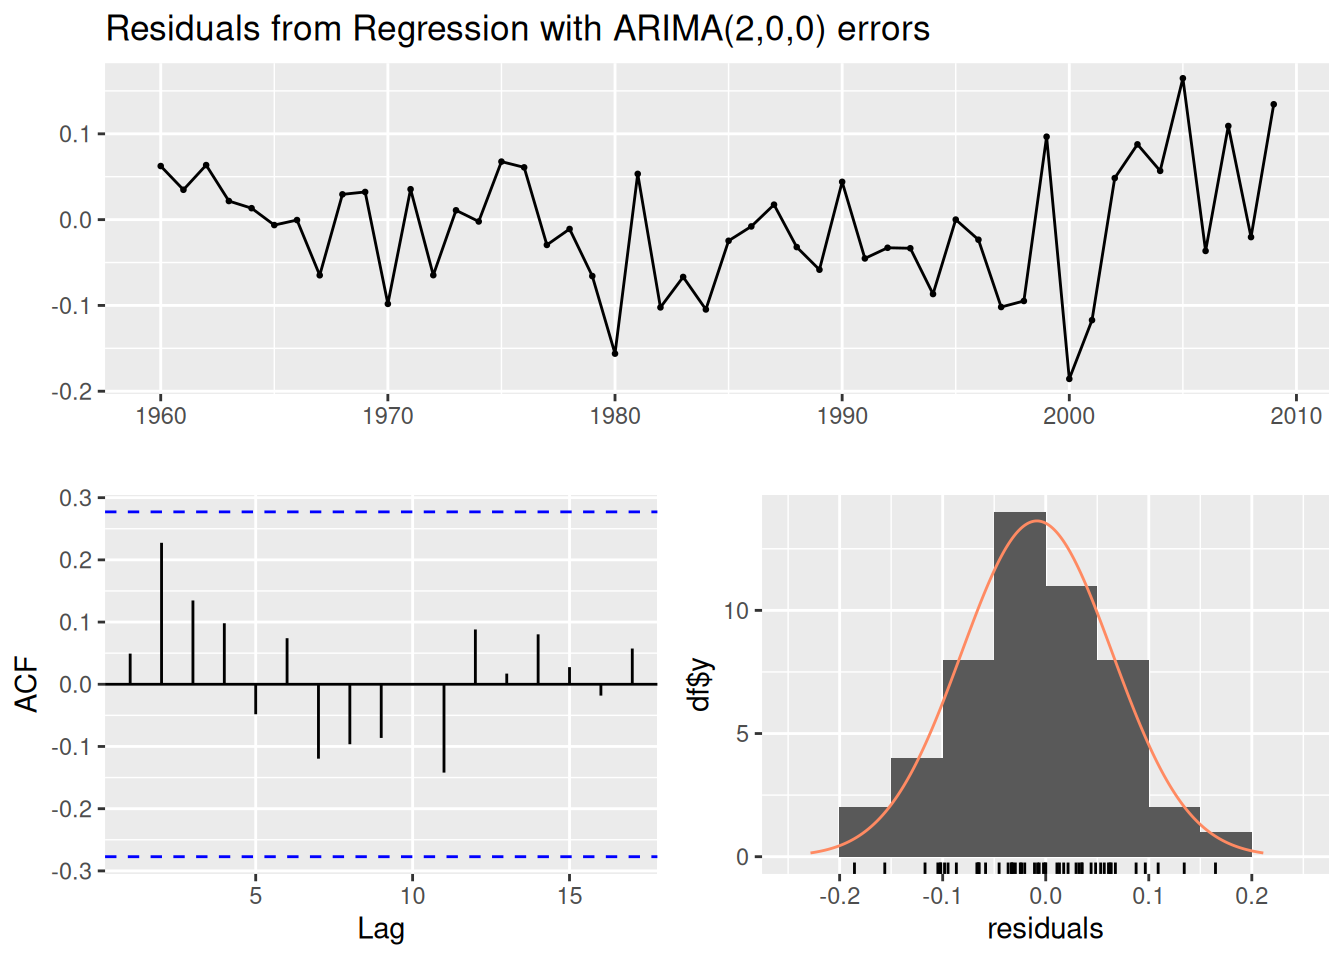 Residuals from Regression with ARIMA(2,0,0) errors
0.1
0.0
-0.1
-0.2
1960 1970 1980 1990 2000 2010
0.3
0.2
0.1
0.0
-0.1
-0.2
-0.3
ACF
5 10 15
Lag
10
5
0
df$y
-0.2 -0.1 0.0 0.1 0.2
residuals